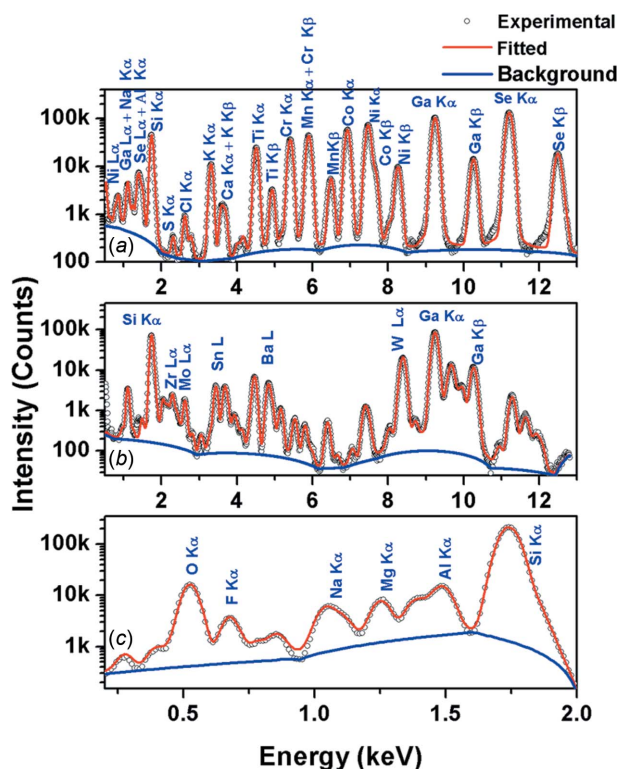 Experimental
Fitted
Background
Ni Lα
Ga Lα + Na Kα
Se Lα + Al Kα
Si Kα
S Kα
Cl Kα
K Kα
Ca Kα + K Kβ
Ti Kα
Ti Kβ
Cr Kα
Mn Kα + Cr Kβ
MnKβ
Co Kα
Ni Kα
Co Kβ
Ni Kβ
Ga Kα
Ga Kβ
Se Kα
Se Kβ
100k
10k
1k
100
(a)
2 4 6 8 10 12
Si Kα
Zr Lα
Mo Lα
Sn L
Ba L
W Lα
Ga Kα
Ga Kβ
100k
10k
1k
100
(b)
2 4 6 8 10 12
O Kα
F Kα
Na Kα
Mg Kα
Al Kα
Si Kα
100k
10k
1k
(c)
0.5 1.0 1.5 2.0
Intensity (Counts)
Energy (keV)